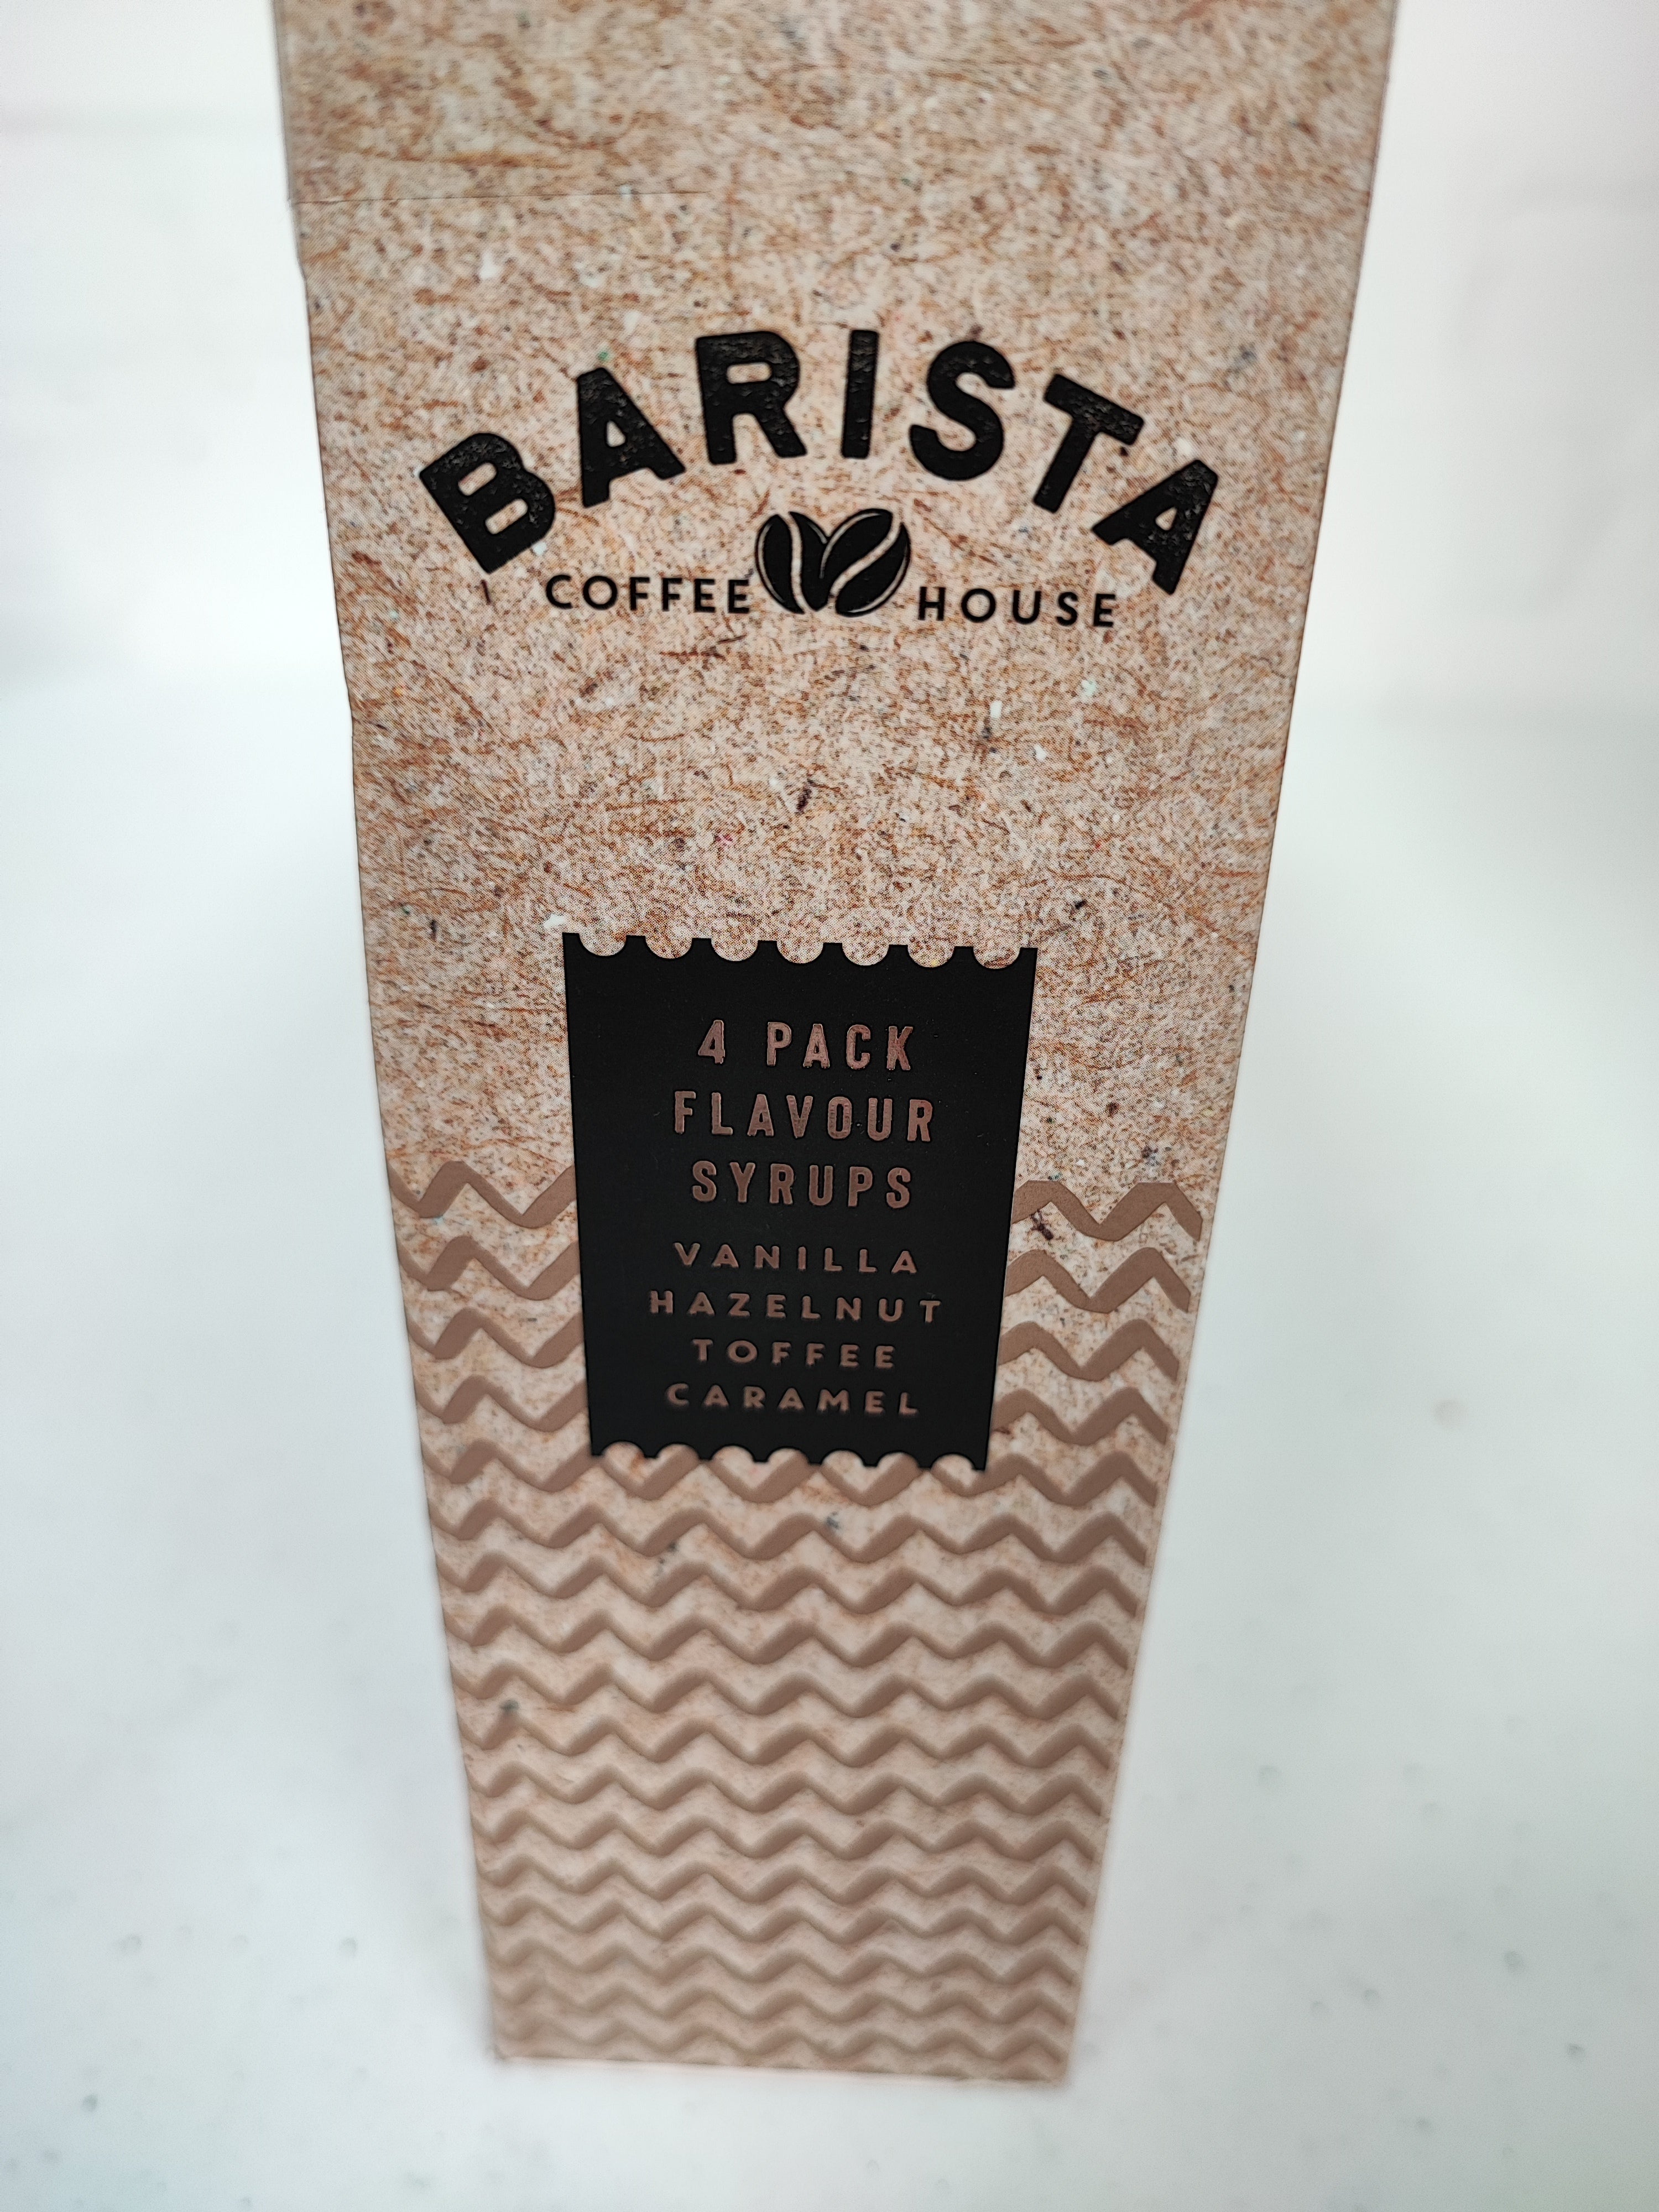 BARISTA
COFFEE HOUSE
4 PACK
FLAVOUR
SYRUPS
VANILLA
HAZELNUT
TOFFEE
CARAMEL